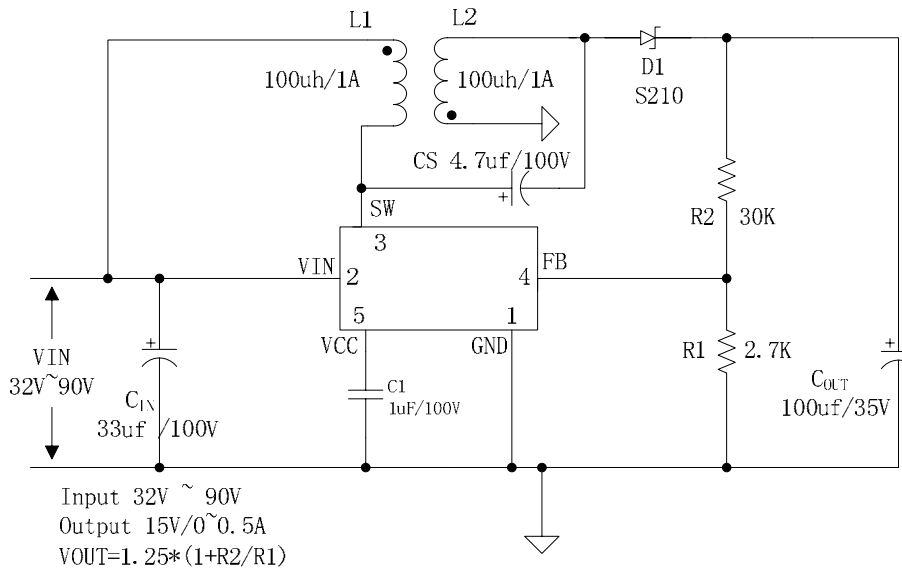 L1
L2
100uh/1A
100uh/1A
D1
S210
CS 4.7uf/100V
SW
3
R2 30K
VIN
2
4
FB
5
1
VCC
GND
R1 2.7K
VIN
32V~90V
CIN
33uf /100V
C1
1uF/100V
COUT
100uf/35V
Input 32V ~ 90V
Output 15V/0~0.5A
VOUT=1.25*(1+R2/R1)